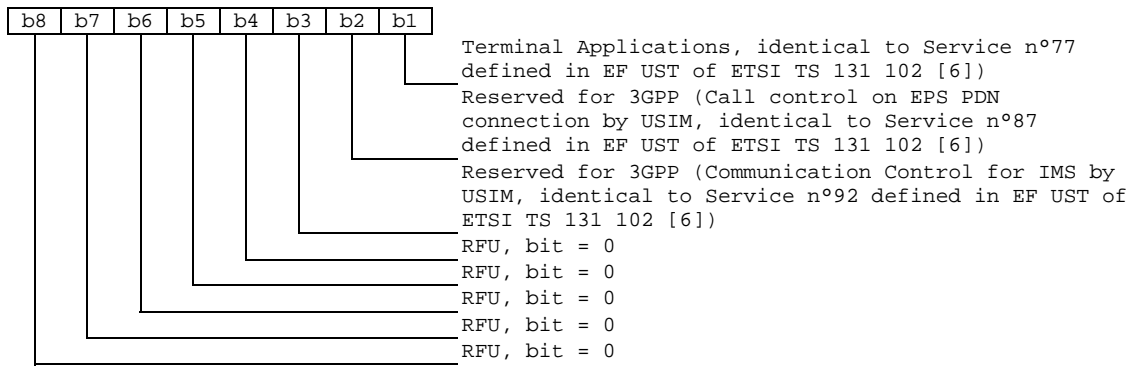 b8 b7 b6 b5 b4 b3 b2 b1
Terminal Applications, identical to Service n°77
defined in EF UST of ETSI TS 131 102 [6])
Reserved for 3GPP (Call control on EPS PDN
connection by USIM, identical to Service n°87
defined in EF UST of ETSI TS 131 102 [6])
Reserved for 3GPP (Communication Control for IMS by
USIM, identical to Service n°92 defined in EF UST of
ETSI TS 131 102 [6])
RFU, bit = 0
RFU, bit = 0
RFU, bit = 0
RFU, bit = 0
RFU, bit = 0